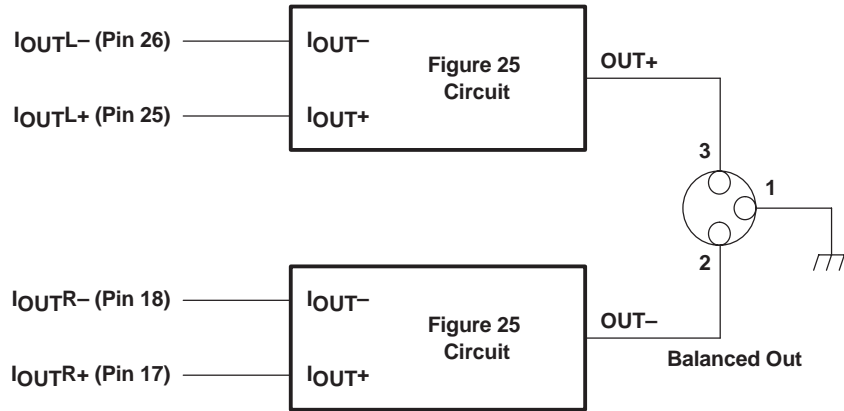 IOUTL– (Pin 26)
IOUT–
Figure 25
Circuit
OUT+
IOUTL+ (Pin 25)
IOUT+
3
1
2
IOUTR– (Pin 18)
IOUT–
Figure 25
Circuit
OUT–
Balanced Out
IOUTR+ (Pin 17)
IOUT+